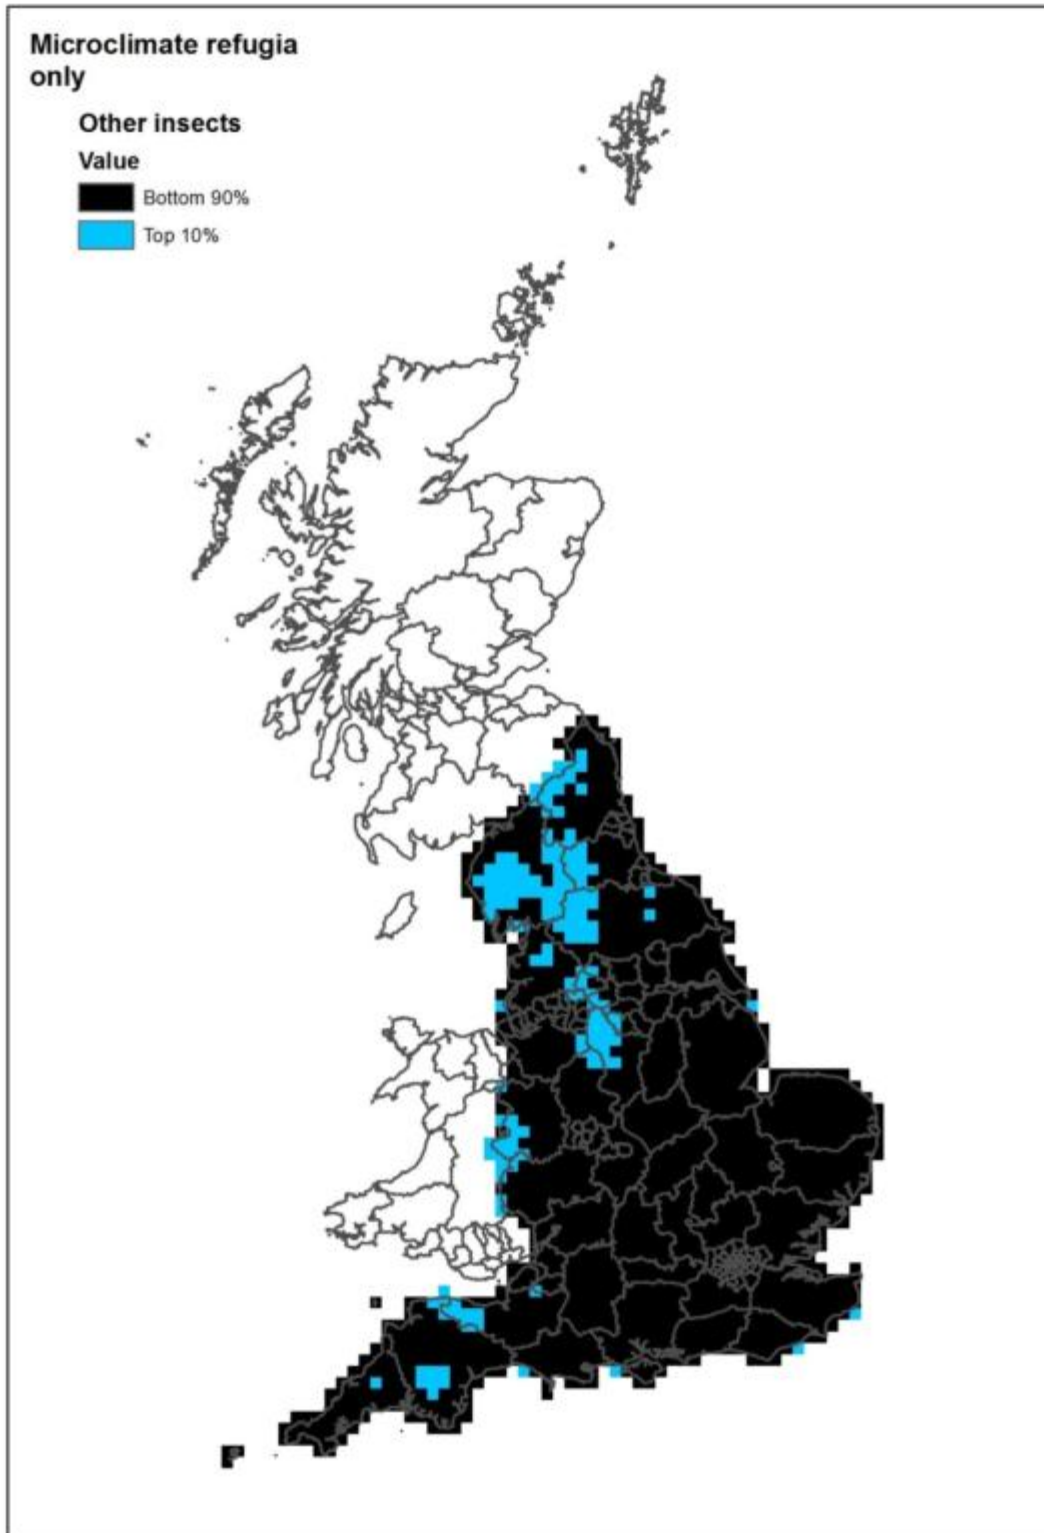 Microclimate refugia
only
Other insects
Value
Bottom 90%
Top 10%